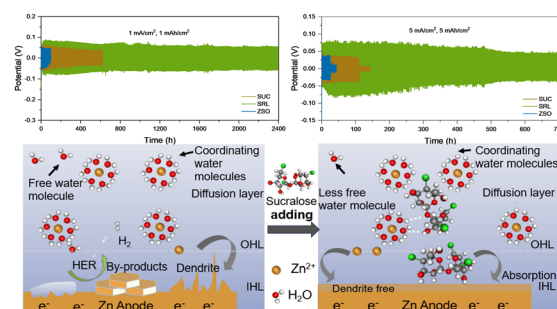 1 mA/cm², 1 mAh/cm²
Potential (V)
0.3
0.2
0.1
0.0
-0.1
-0.2
SUC
SRL
ZSO
0
400
800
1200
1600
2000
2400
Time (h)
5 mA/cm², 5 mAh/cm²
Potential (V)
0.15
0.10
0.05
0.00
-0.05
-0.10
SUC
SRL
ZSO
0
100
200
300
400
500
600
Time (h)
Coordinating
water molecules
Free water
molecule
Diffusion layer
H₂
OHL
HER
By-products
Dendrite
IHL
e⁻ e⁻ Zn Anode e⁻ e⁻
Sucralose
adding
Zn²⁺
H₂O
Coordinating
water molecules
Less free
water molecule
Diffusion layer
OHL
Absorption
Dendrite free
IHL
e⁻ e⁻ Zn Anode e⁻ e⁻